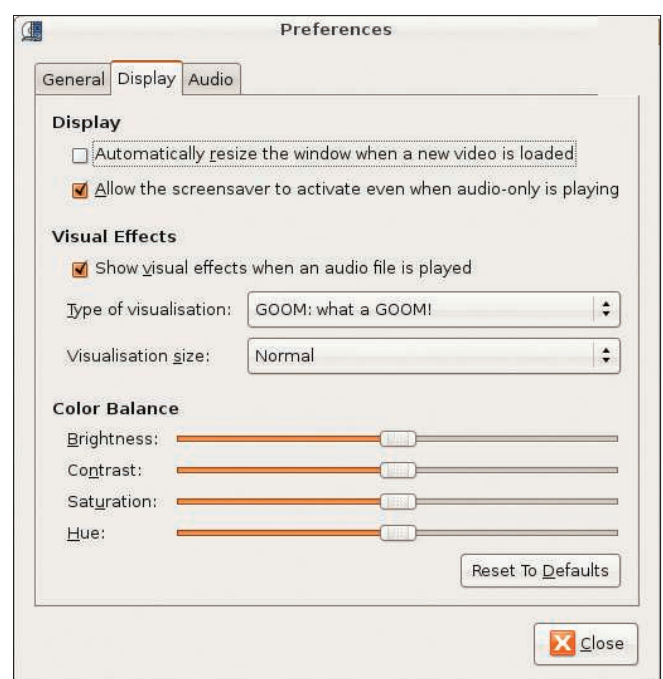 Preferences
General Display Audio
Display
Automatically resize the window when a new video is loaded
Allow the screensaver to activate even when audio-only is playing
Visual Effects
Show visual effects when an audio file is played
Type of visualisation: GOOM: what a GOOM!
Visualisation size: Normal
Color Balance
Brightness:
Contrast:
Saturation:
Hue:
Reset To Defaults
Close